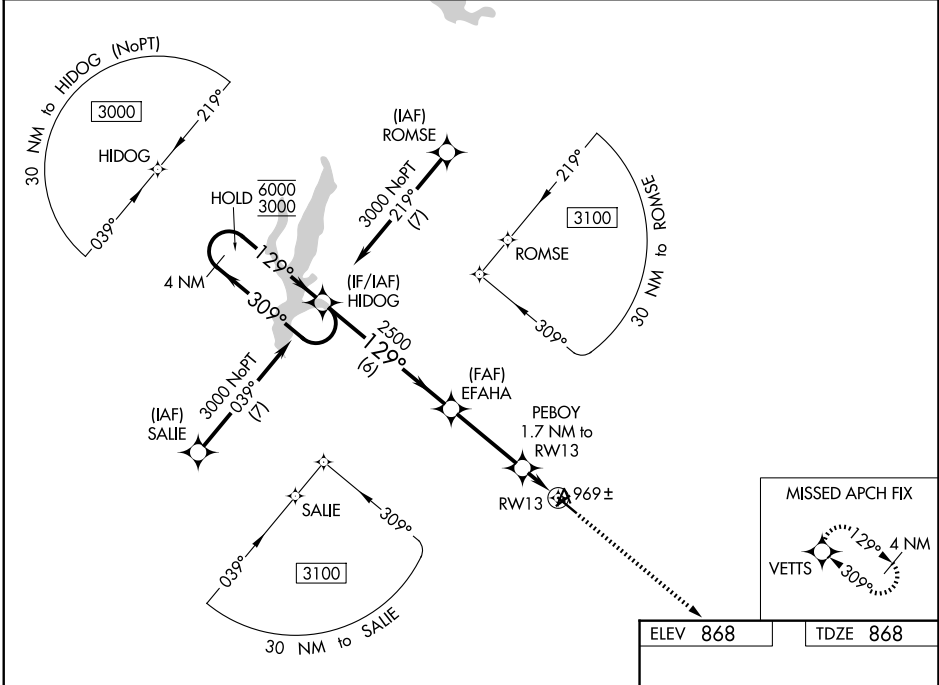 30 NM to HIDOG (NoPT)
3000
219°
HIDOG
039°
(IAF)
ROMSE
3000 NoPT
219°
(7)
HOLD
6000
3000
129°
4 NM
309°
(IF/IAF)
HIDOG
219°
3100
ROMSE
309°
30 NM to ROMSE
2500
129°
(6)
(FAF)
EFAHA
3000 NoPT
039°
(7)
(IAF)
SALIE
PEBOY
1.7 NM to
RW13
RW13
969±
SALIE
309°
039°
3100
30 NM to SALIE
MISSED APCH FIX
129°
4 NM
VETTS
309°
ELEV 868
TDZE 868